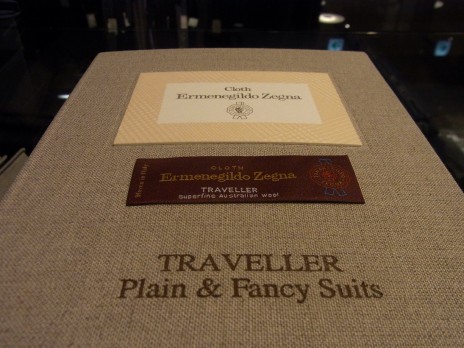 Cloth
Ermenegildo Zegna
CLOTH
Ermenegildo Zegna
TRAVELLER
Superfine Australian wool
TRAVELLER
Plain & Fancy Suits